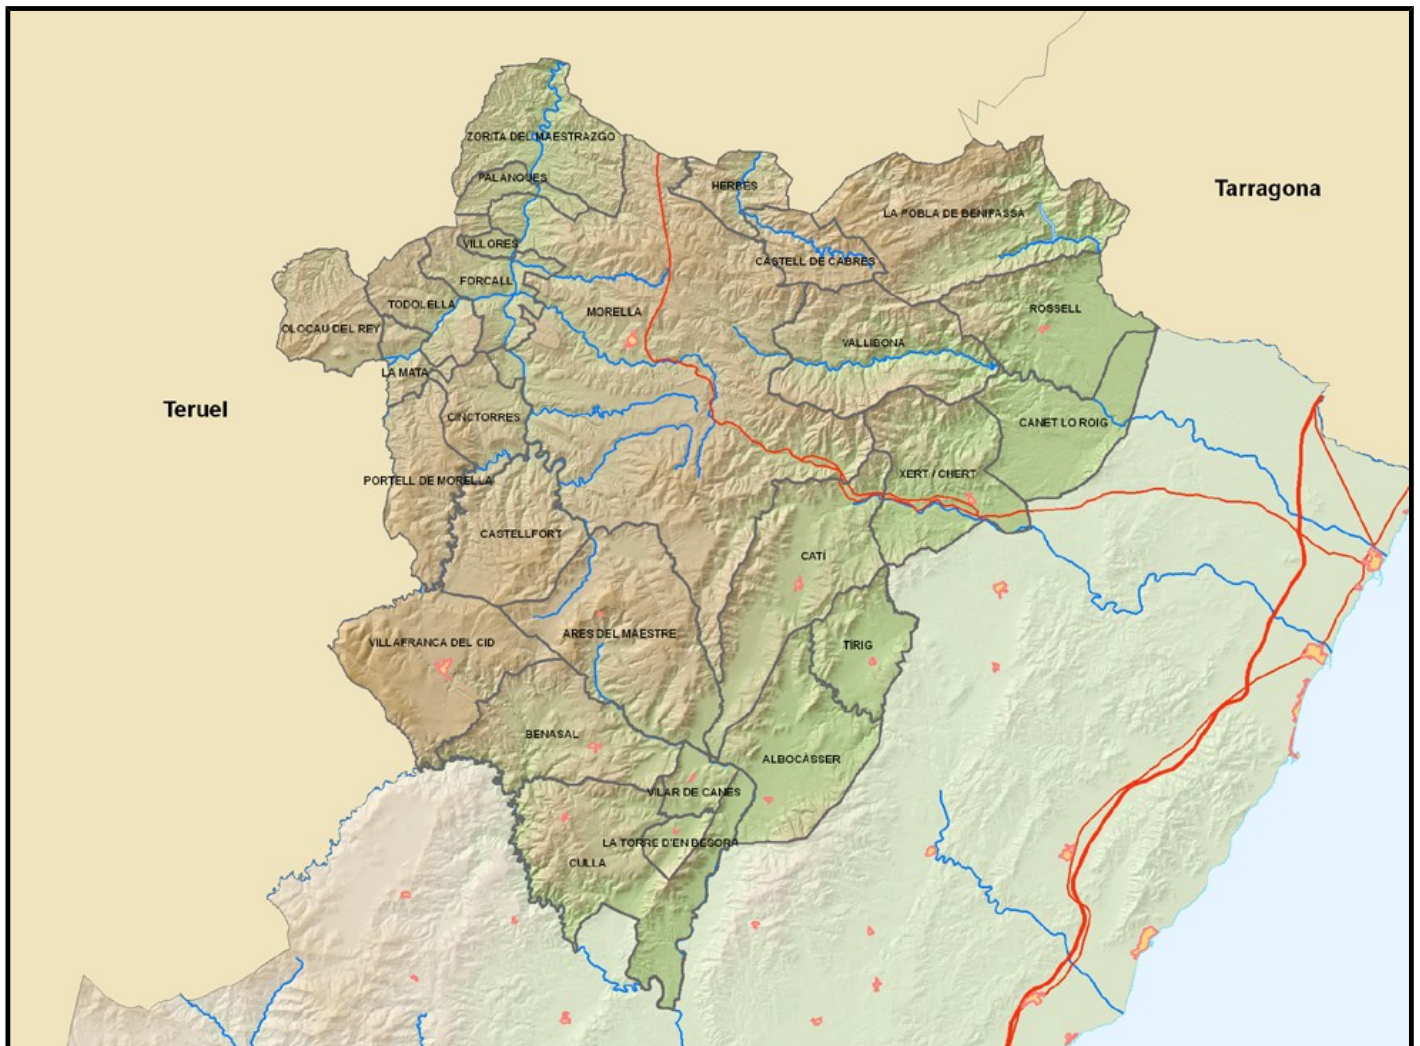 ZORITA DEL MAESTRAZGO
PALANQUES
HERBÉS
Tarragona
LA POBLA DE BENIFASSÀ
VILLORES
CASTELL DE CABRES
FORCALL
TODOLELLA
MORELLA
ROSSELL
OLOCAU DEL REY
VALLIBONA
LA MATA
Teruel
CINCTORRES
CANET LO ROIG
XERT / CHERT
PORTELL DE MORELLA
CASTELLFORT
CATÍ
ARES DEL MAESTRE
VILLAFRANCA DEL CID
TÍRIG
BENASAL
ALBOCÀSSER
VILAR DE CANES
LA TORRE D'EN BESORA
CULLA